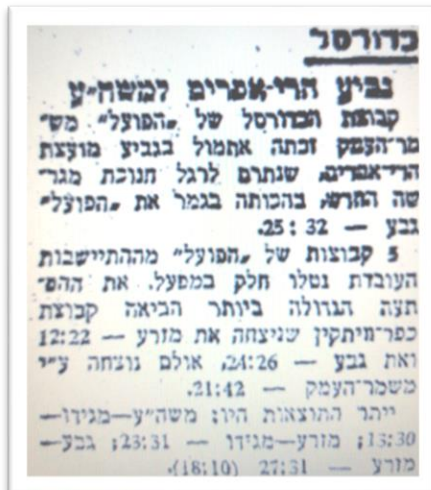 כדורסל
גביע הרי-אפרים למשה״ע
קבוצת הכדורסל של „הפועל” מש־
מר־העמק זכתה אתמול בגביע מועצת
הרי־אפרים, שנתרם לרגל חנוכת מגר־
שה החדש, בהכותה בגמר את „הפועל”
גבע — 25:32.
5 קבוצות של „הפועל” מההתיישבות
העובדת נטלו חלק במפעל. את ההפ־
תעה הגדולה ביותר הביאה קבוצת
כפר־מיתקין שניצחה את מזרע — 12:22
ואת גבע — 24:26, אולם נוצחה ע״י
משמר־העמק — 21:42.
ייתר התוצאות היו: משה״ע—מגידו—
13:30; מזרע—מגידו — 23:31; גבע—
מזרע — 27:31 (18:10).